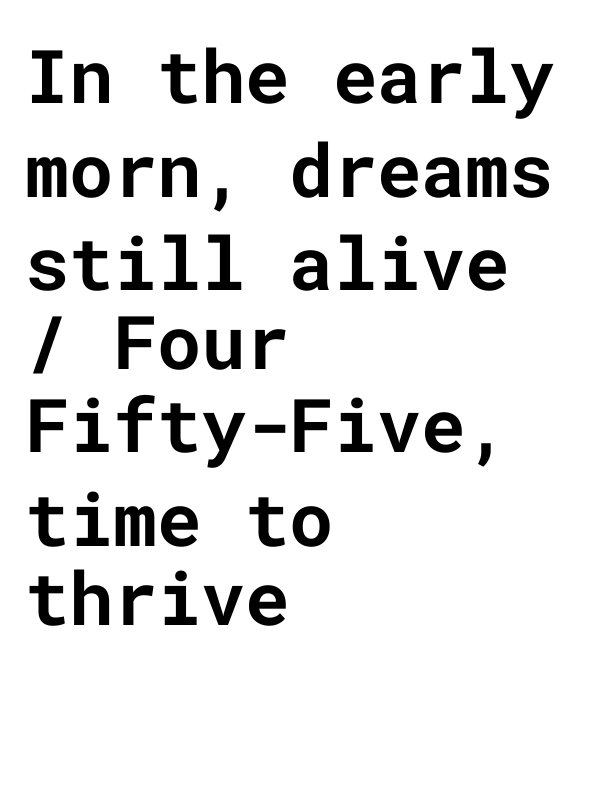 In the early
morn, dreams
still alive
/ Four
Fifty-Five,
time to
thrive